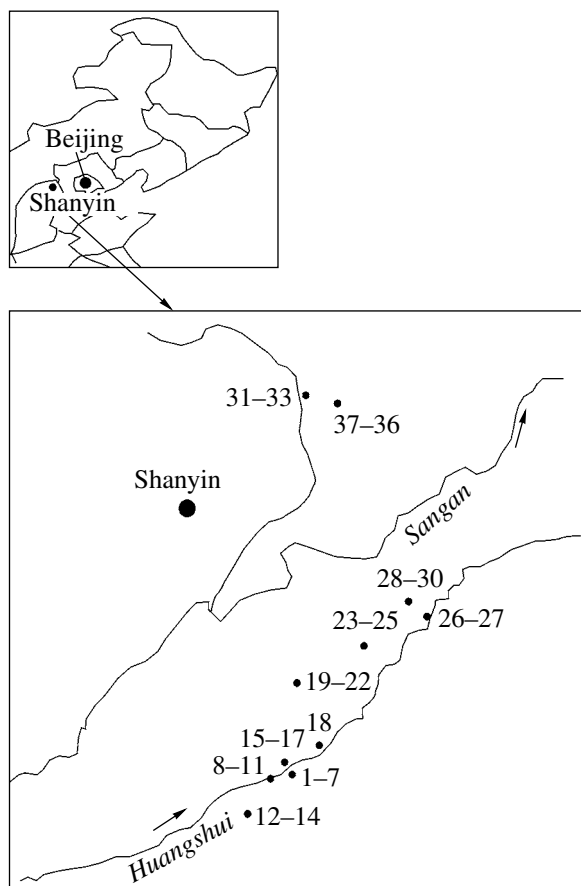 Beijing
Shanyin
31–33
37–36
Shanyin
Sangan
28–30
23–25
26–27
19–22
18
15–17
8–11
1–7
12–14
Huangshui